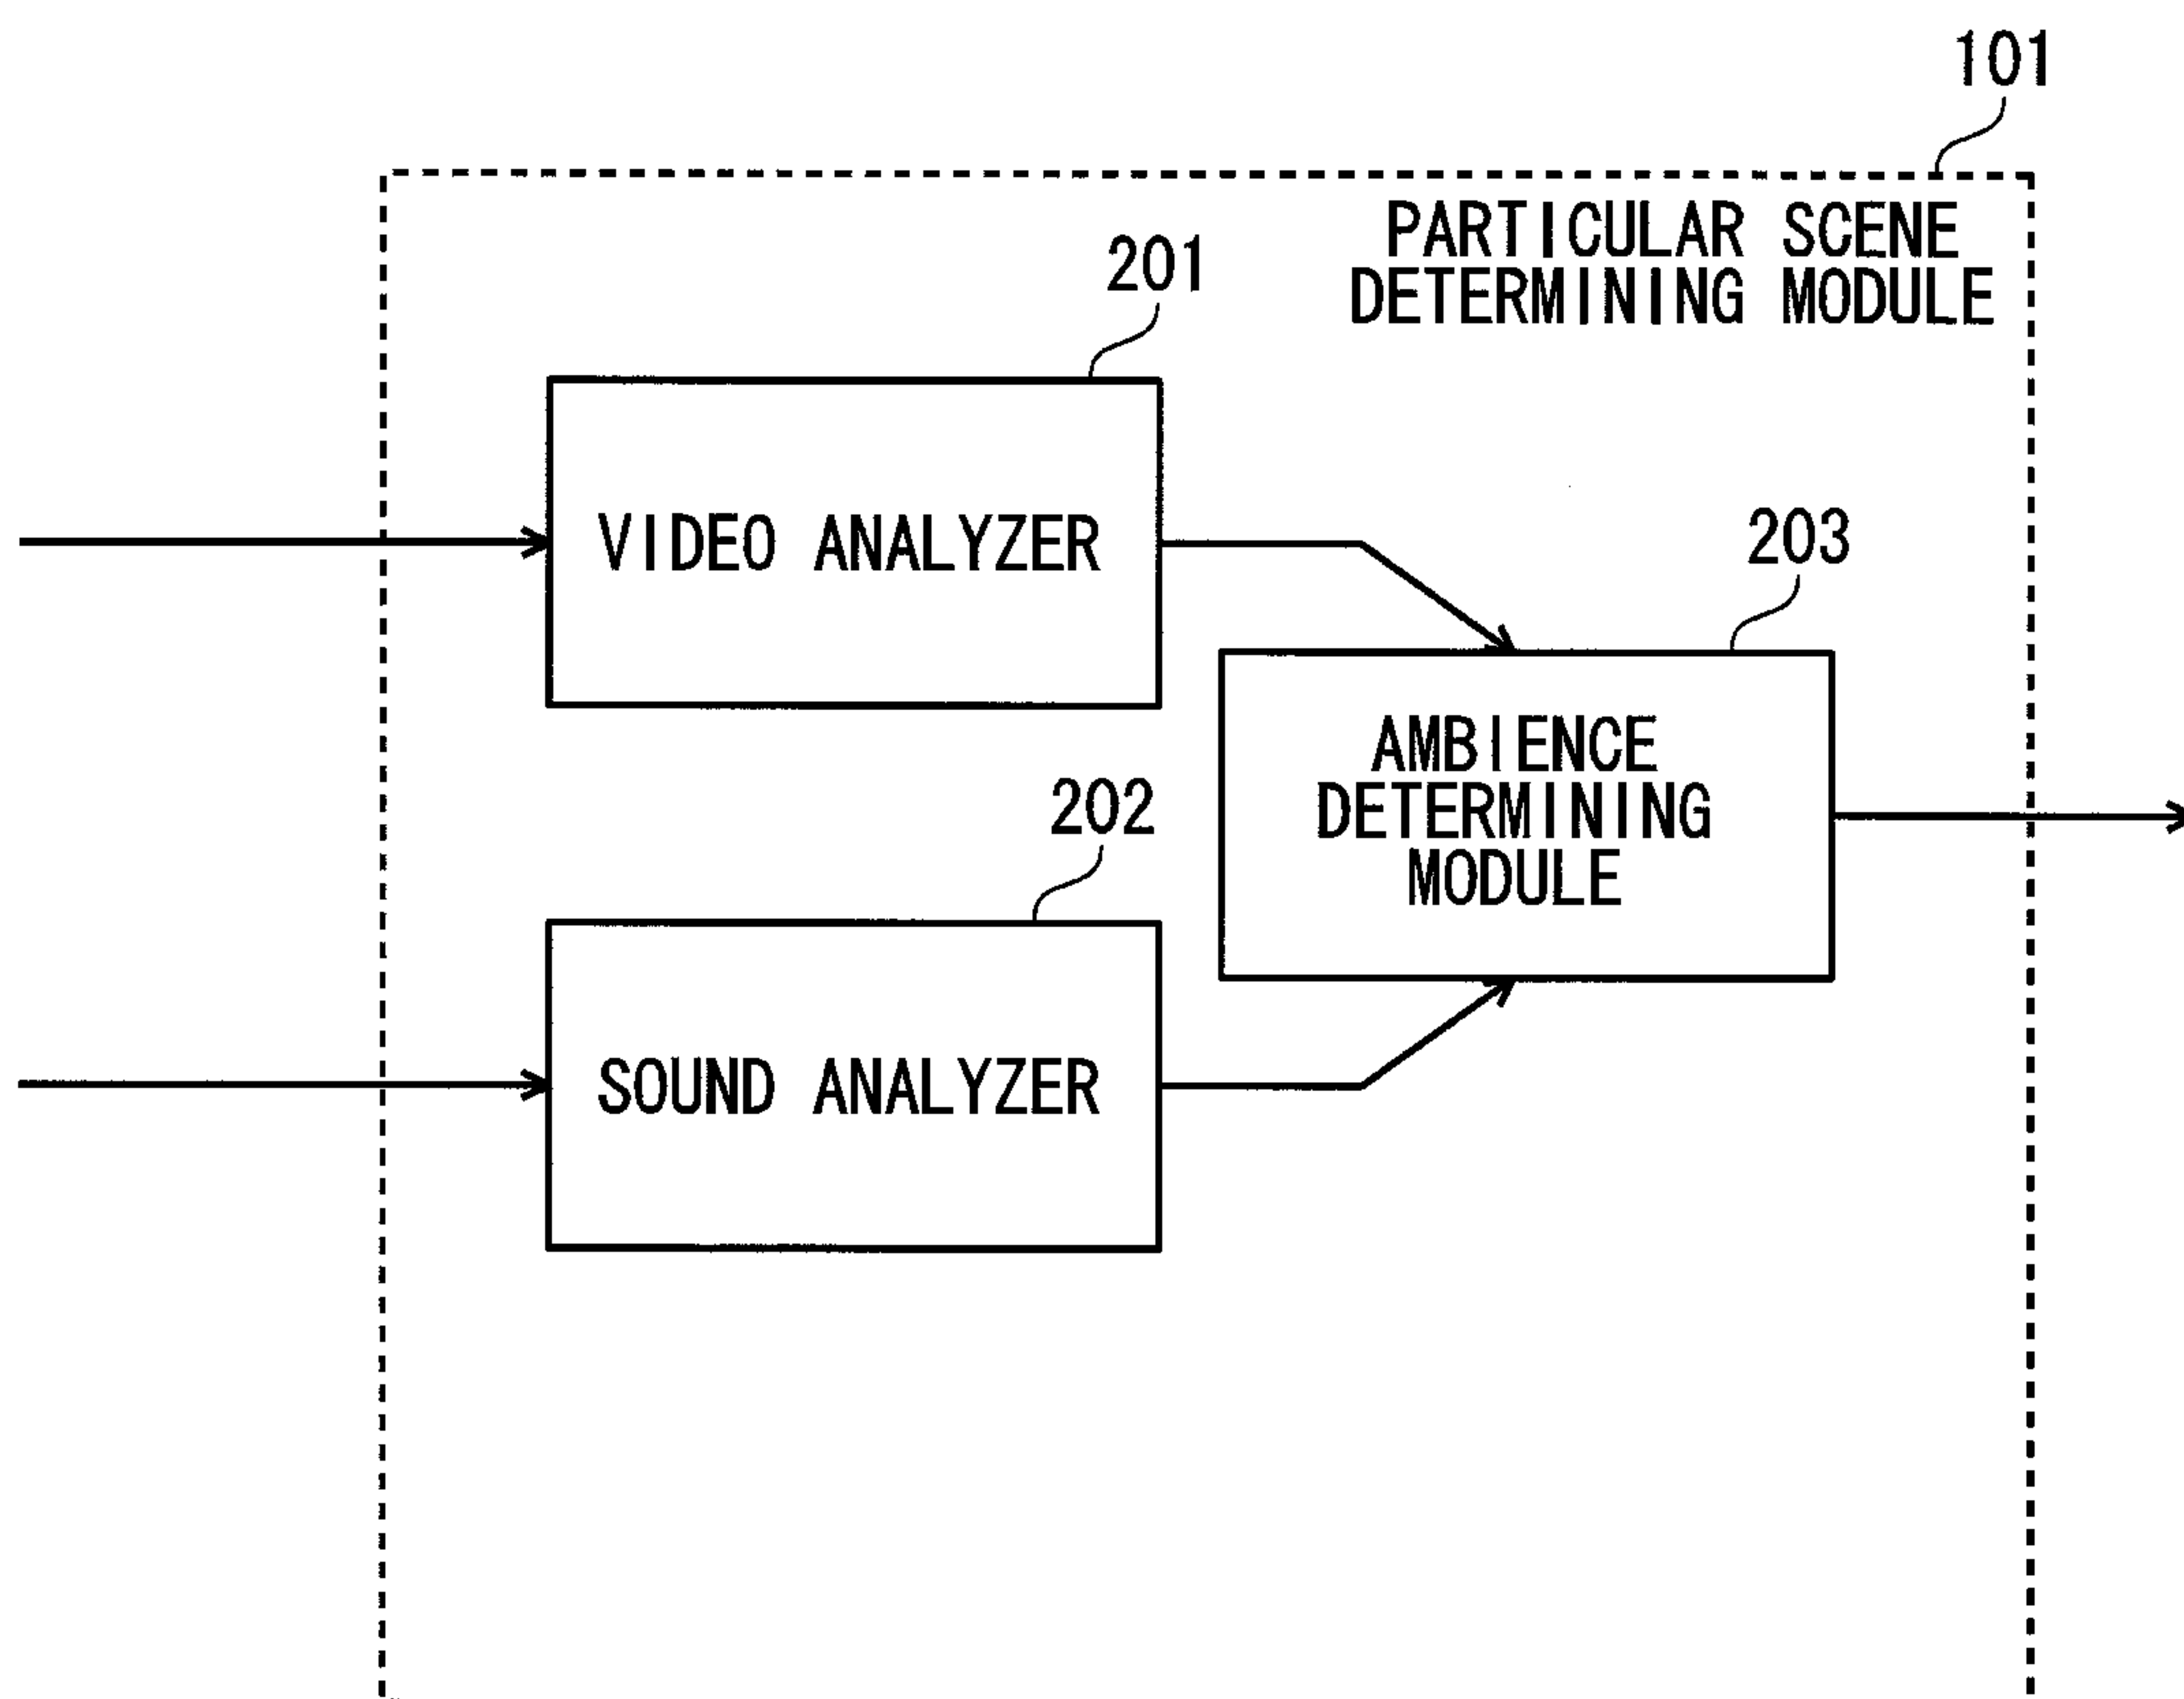 101
PARTICULAR SCENE
DETERMINING MODULE
201
VIDEO ANALYZER
203
AMBIENCE
DETERMINING
MODULE
202
SOUND ANALYZER